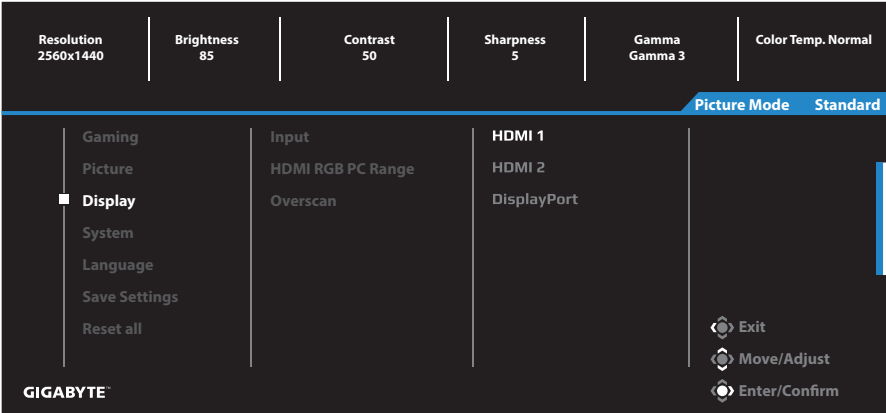 Resolution
2560x1440
Brightness
85
Contrast
50
Sharpness
5
Gamma
Gamma 3
Color Temp. Normal
Picture Mode Standard
Gaming
Picture
Display
System
Language
Save Settings
Reset all
Input
HDMI RGB PC Range
Overscan
HDMI 1
HDMI 2
DisplayPort
Exit
Move/Adjust
Enter/Confirm
GIGABYTE™